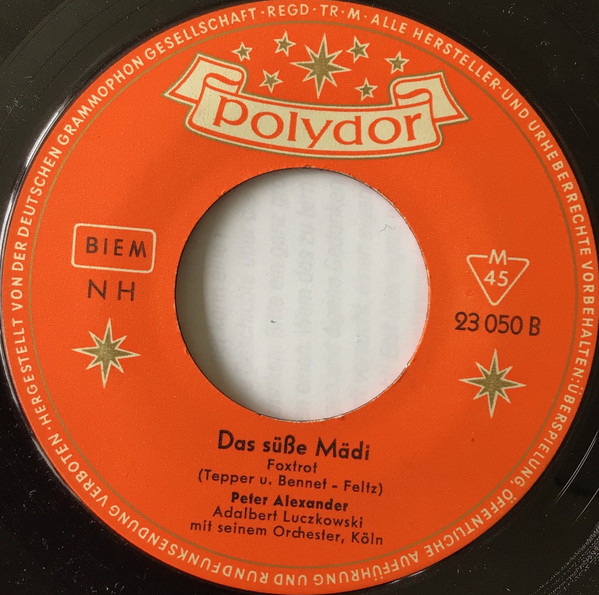 HERGESTELLT VON DER DEUTSCHEN GRAMMOPHON GESELLSCHAFT · REGD · TR · M · ALLE HERSTELLER- UND URHEBERRECHTE VORBEHALTEN: ÜBERSPIELUNG, ÖFFENTLICHE AUFFÜHRUNG UND RUNDFUNKSENDUNG VERBOTEN ·
polydor
BIEM
NH
M
45
23 050 B
Das süße Mädi
Foxtrot
(Tepper u. Bennet - Feltz)
Peter Alexander
Adalbert Luczkowski
mit seinem Orchester, Köln